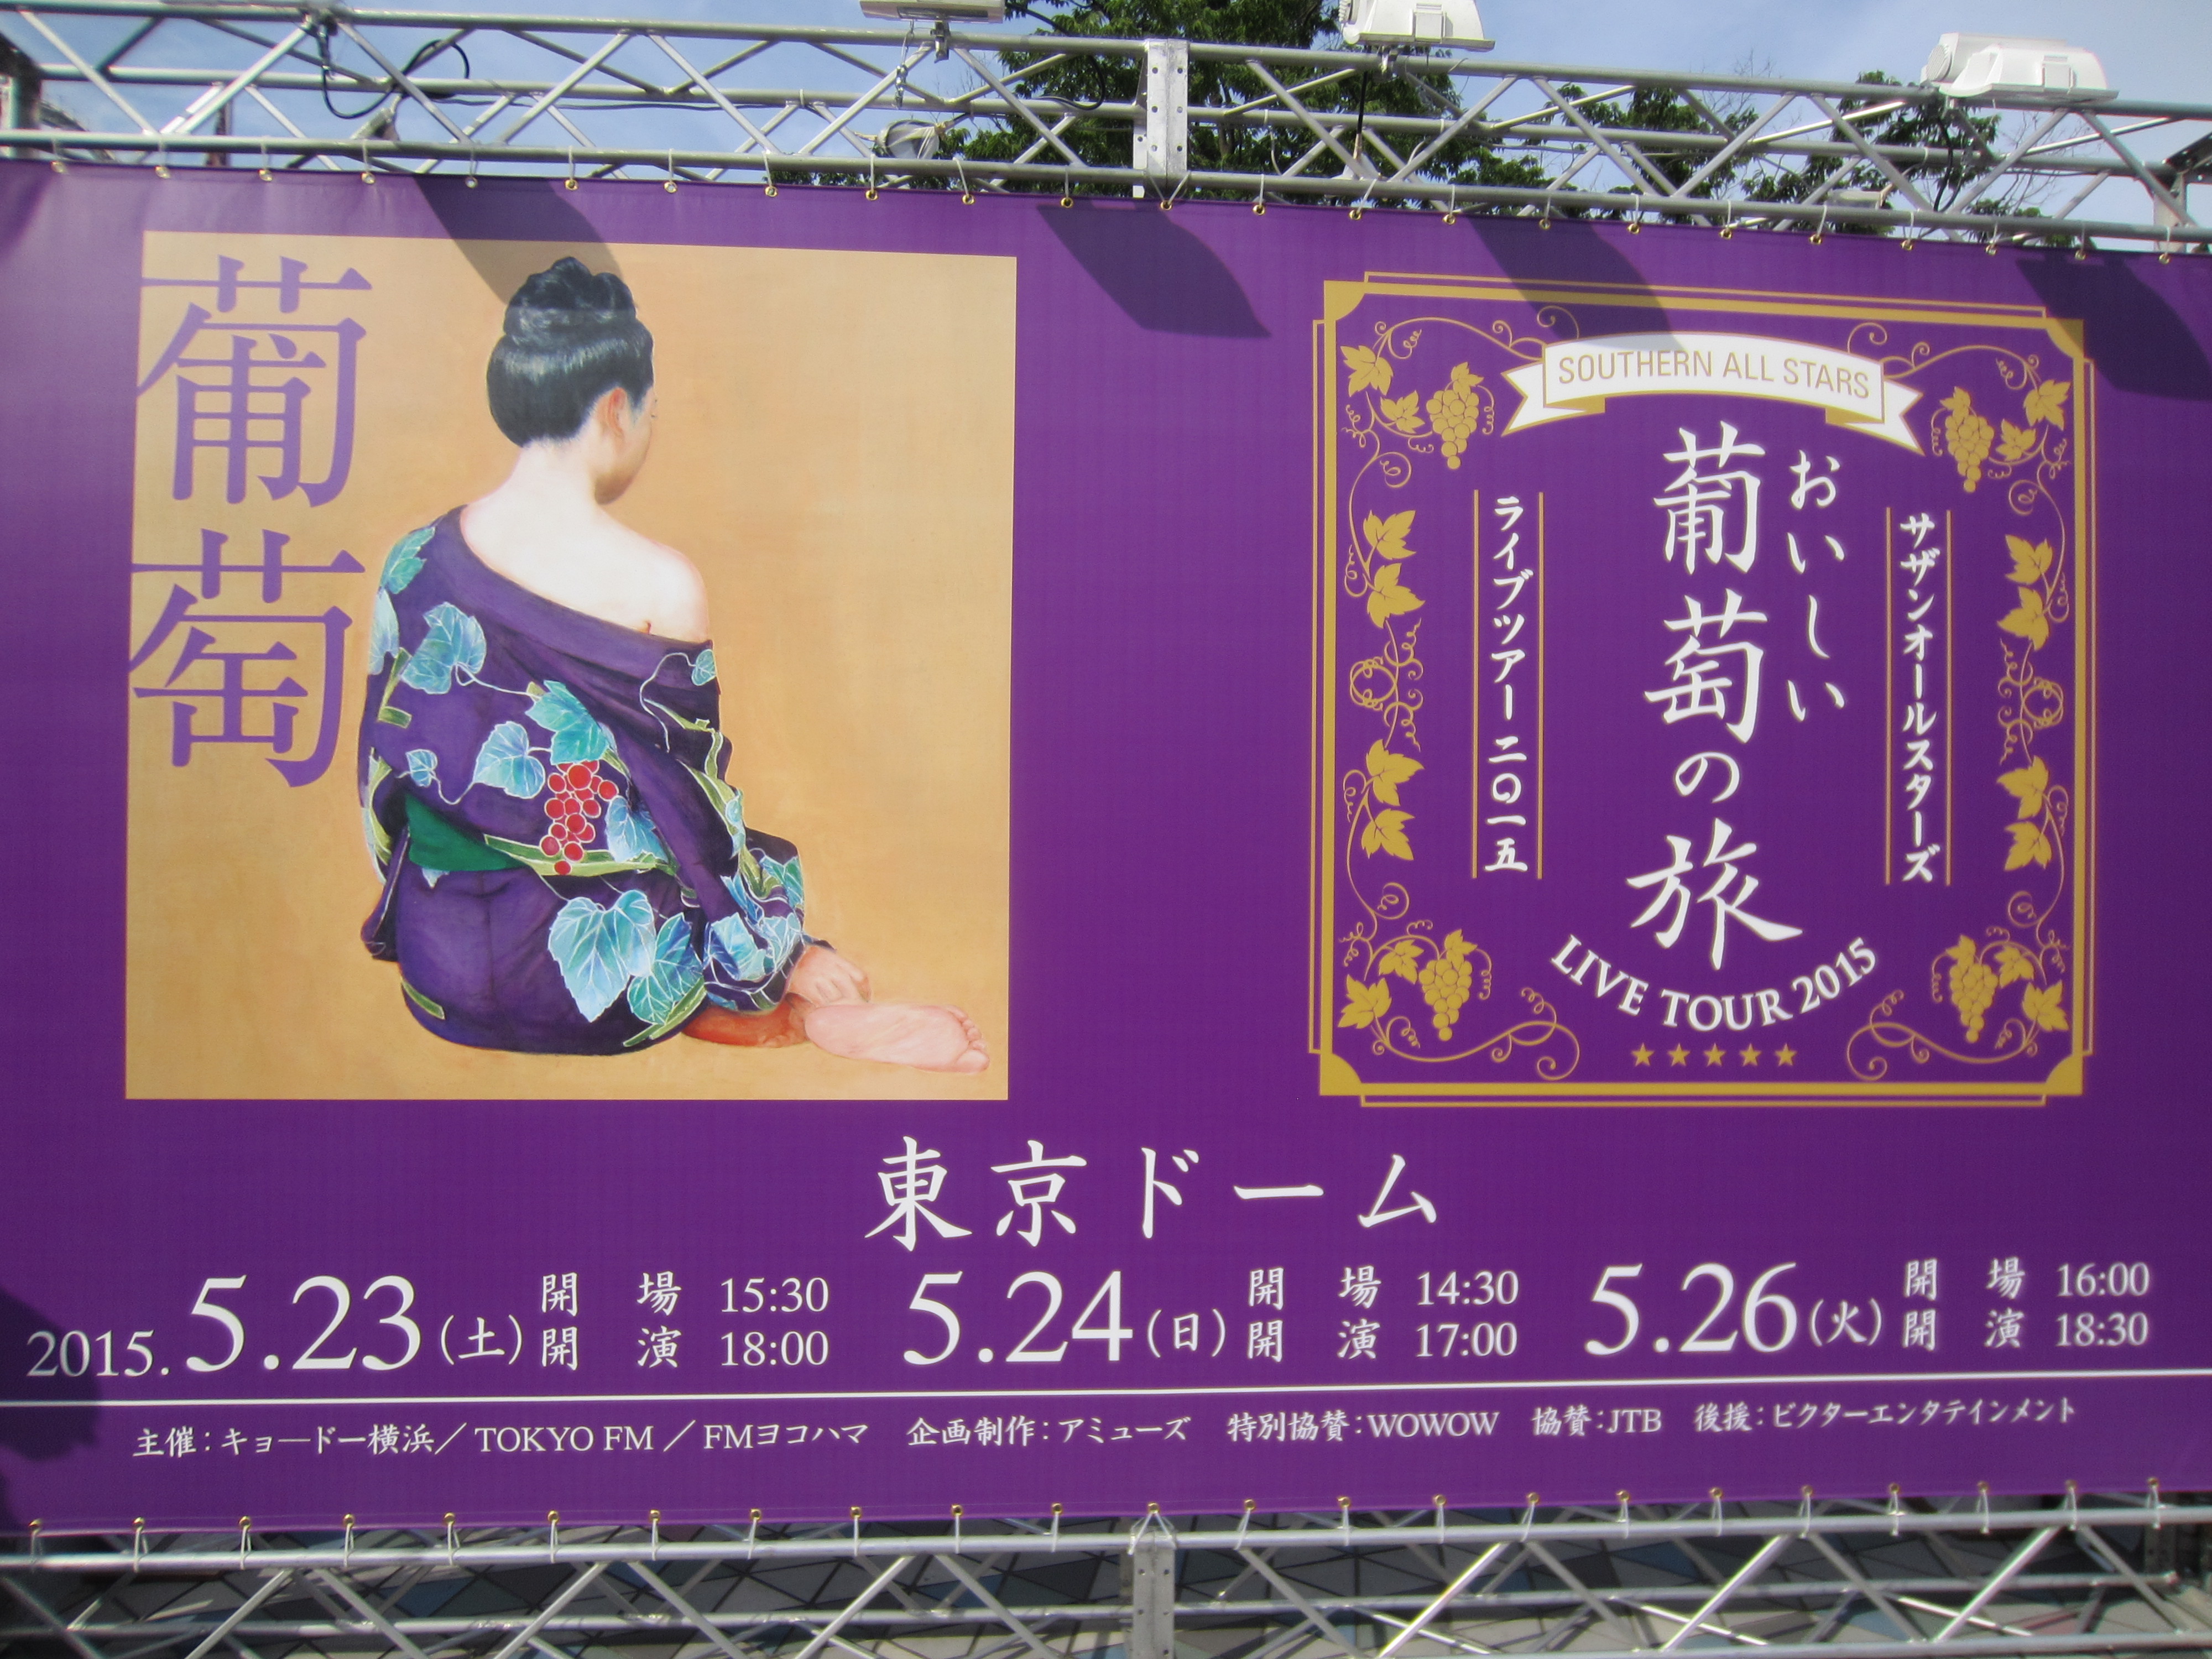 葡萄
SOUTHERN ALL STARS
サザンオールスターズ
おいしい
葡萄の旅
ライブツアー二〇一五
LIVE TOUR 2015
東京ドーム
2015. 5.23(土) 開場 15:30 開演 18:00
5.24(日) 開場 14:30 開演 17:00
5.26(火) 開場 16:00 開演 18:30
主催:キョードー横浜/TOKYO FM/FMヨコハマ 企画制作:アミューズ 特別協賛:WOWOW 協賛:JTB 後援:ビクターエンタテインメント